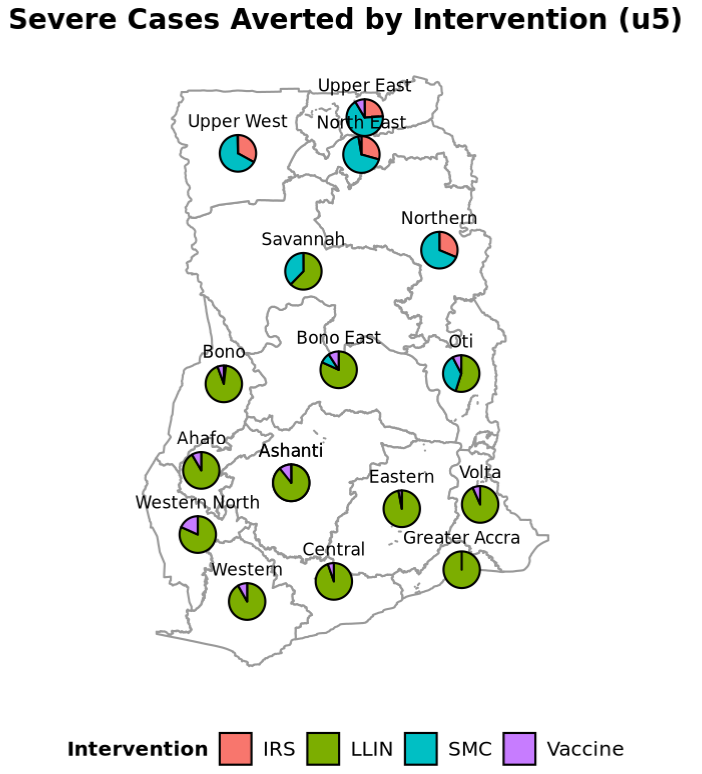 Severe Cases Averted by Intervention (u5)
Upper East
Upper West
North East
Northern
Savannah
Bono East
Oti
Bono
Ahafo
Ashanti
Eastern
Volta
Western North
Greater Accra
Central
Western
Intervention IRS LLIN SMC Vaccine